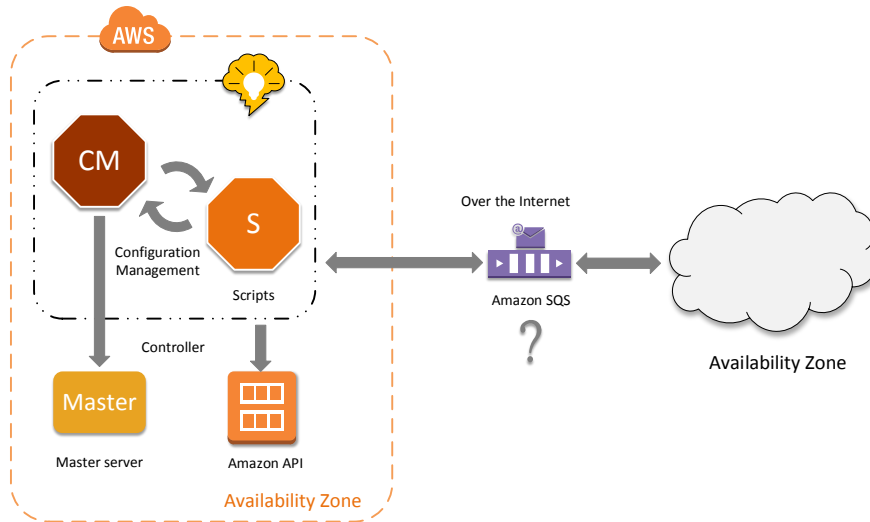 AWS
CM
S
Configuration
Management
Scripts
Controller
Master
Master server
Amazon API
Availability Zone
Over the Internet
@
Amazon SQS
?
Availability Zone